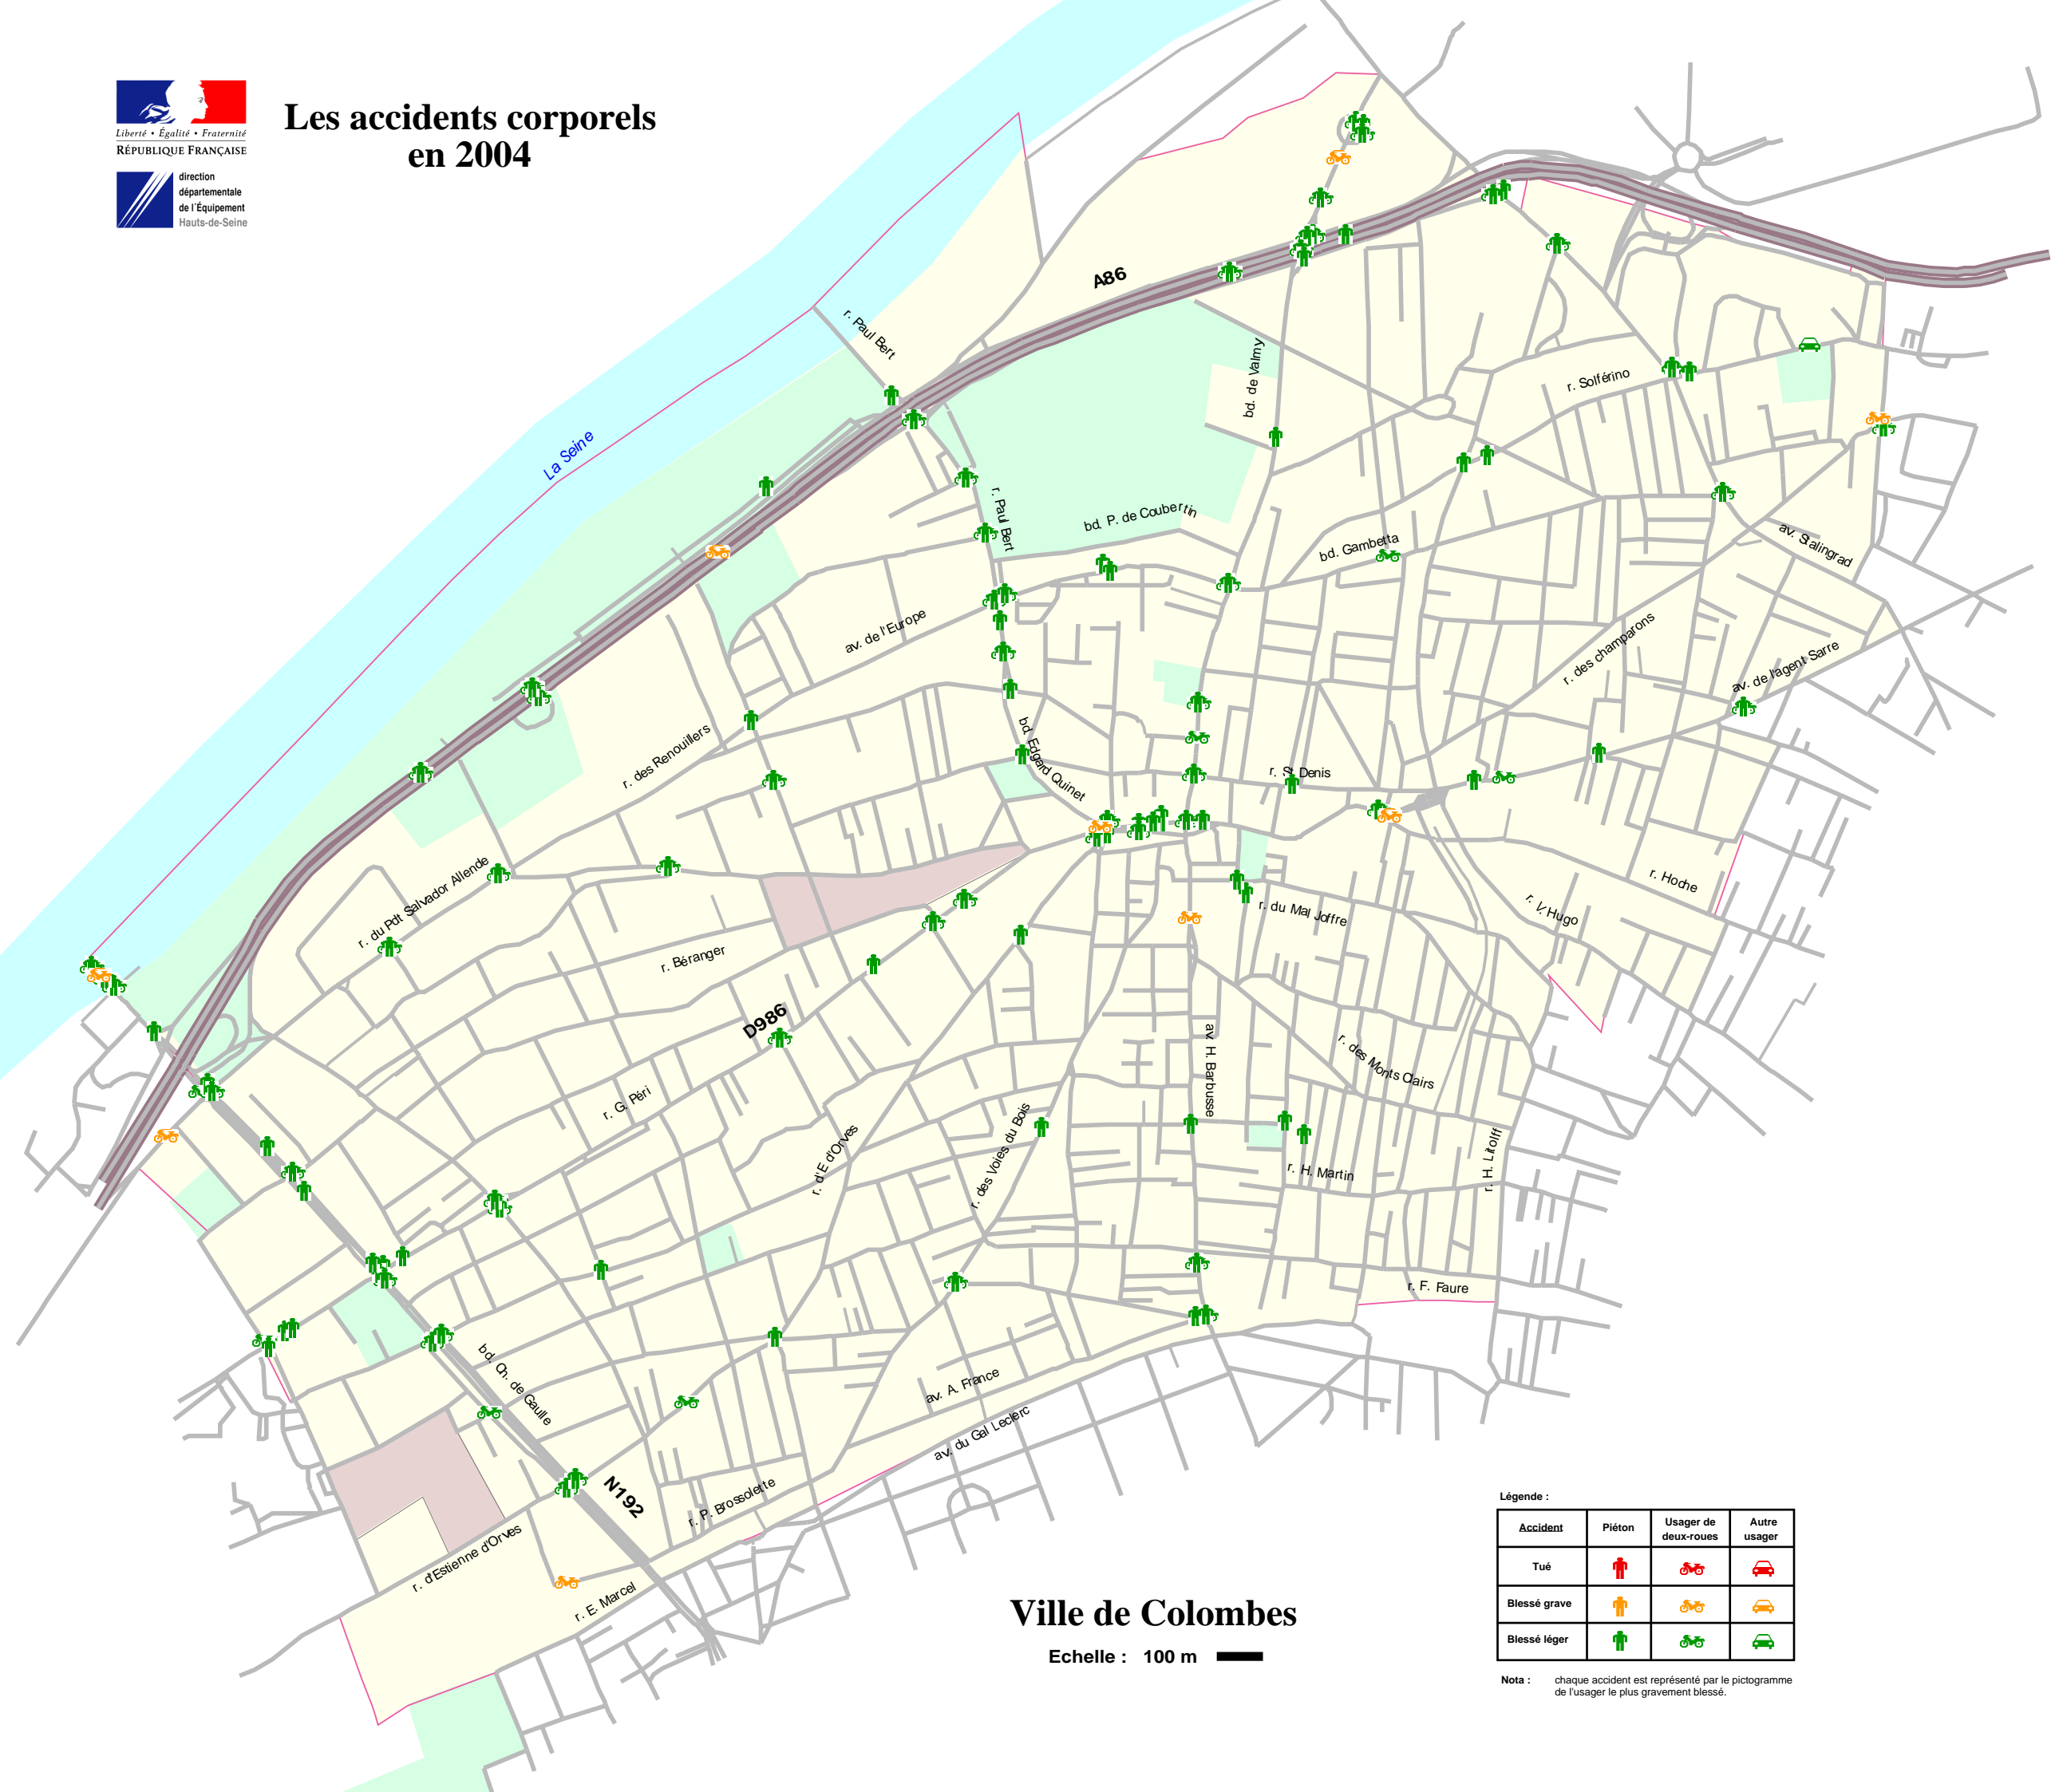 Liberté • Égalité • Fraternité
RÉPUBLIQUE FRANÇAISE
direction
départementale
de l'Équipement
Hauts-de-Seine
Les accidents corporels
en 2004
A86
r. Paul Bert
La Seine
bd. de Valmy
r. Solférino
r. Paul Bert
bd. P. de Coubertin
bd. Gambetta
av. Stalingrad
av. de l'Europe
r. des champarons
av. de l'agent Sarre
r. des Renouillers
bd. Edgard Quinet
r. St Denis
r. du Pdt Salvador Allende
r. Hoche
r. V. Hugo
r. du Mal Joffre
r. Béranger
D986
av. H. Barbusse
r. des Monts Clairs
r. G. Péri
r. d'E d'Orves
r. des Voies du Bois
r. H. Martin
r. H. Litolff
r. F. Faure
bd. Ch. de Gaulle
av. A. France
av. du Gal Leclerc
N192
r. P. Brossolette
r. d'Estienne d'Orves
r. E. Marcel
Ville de Colombes
Echelle : 100 m
Légende :
Accident Piéton Usager de deux-roues Autre usager
Tué
Blessé grave
Blessé léger
Nota : chaque accident est représenté par le pictogramme
de l'usager le plus gravement blessé.